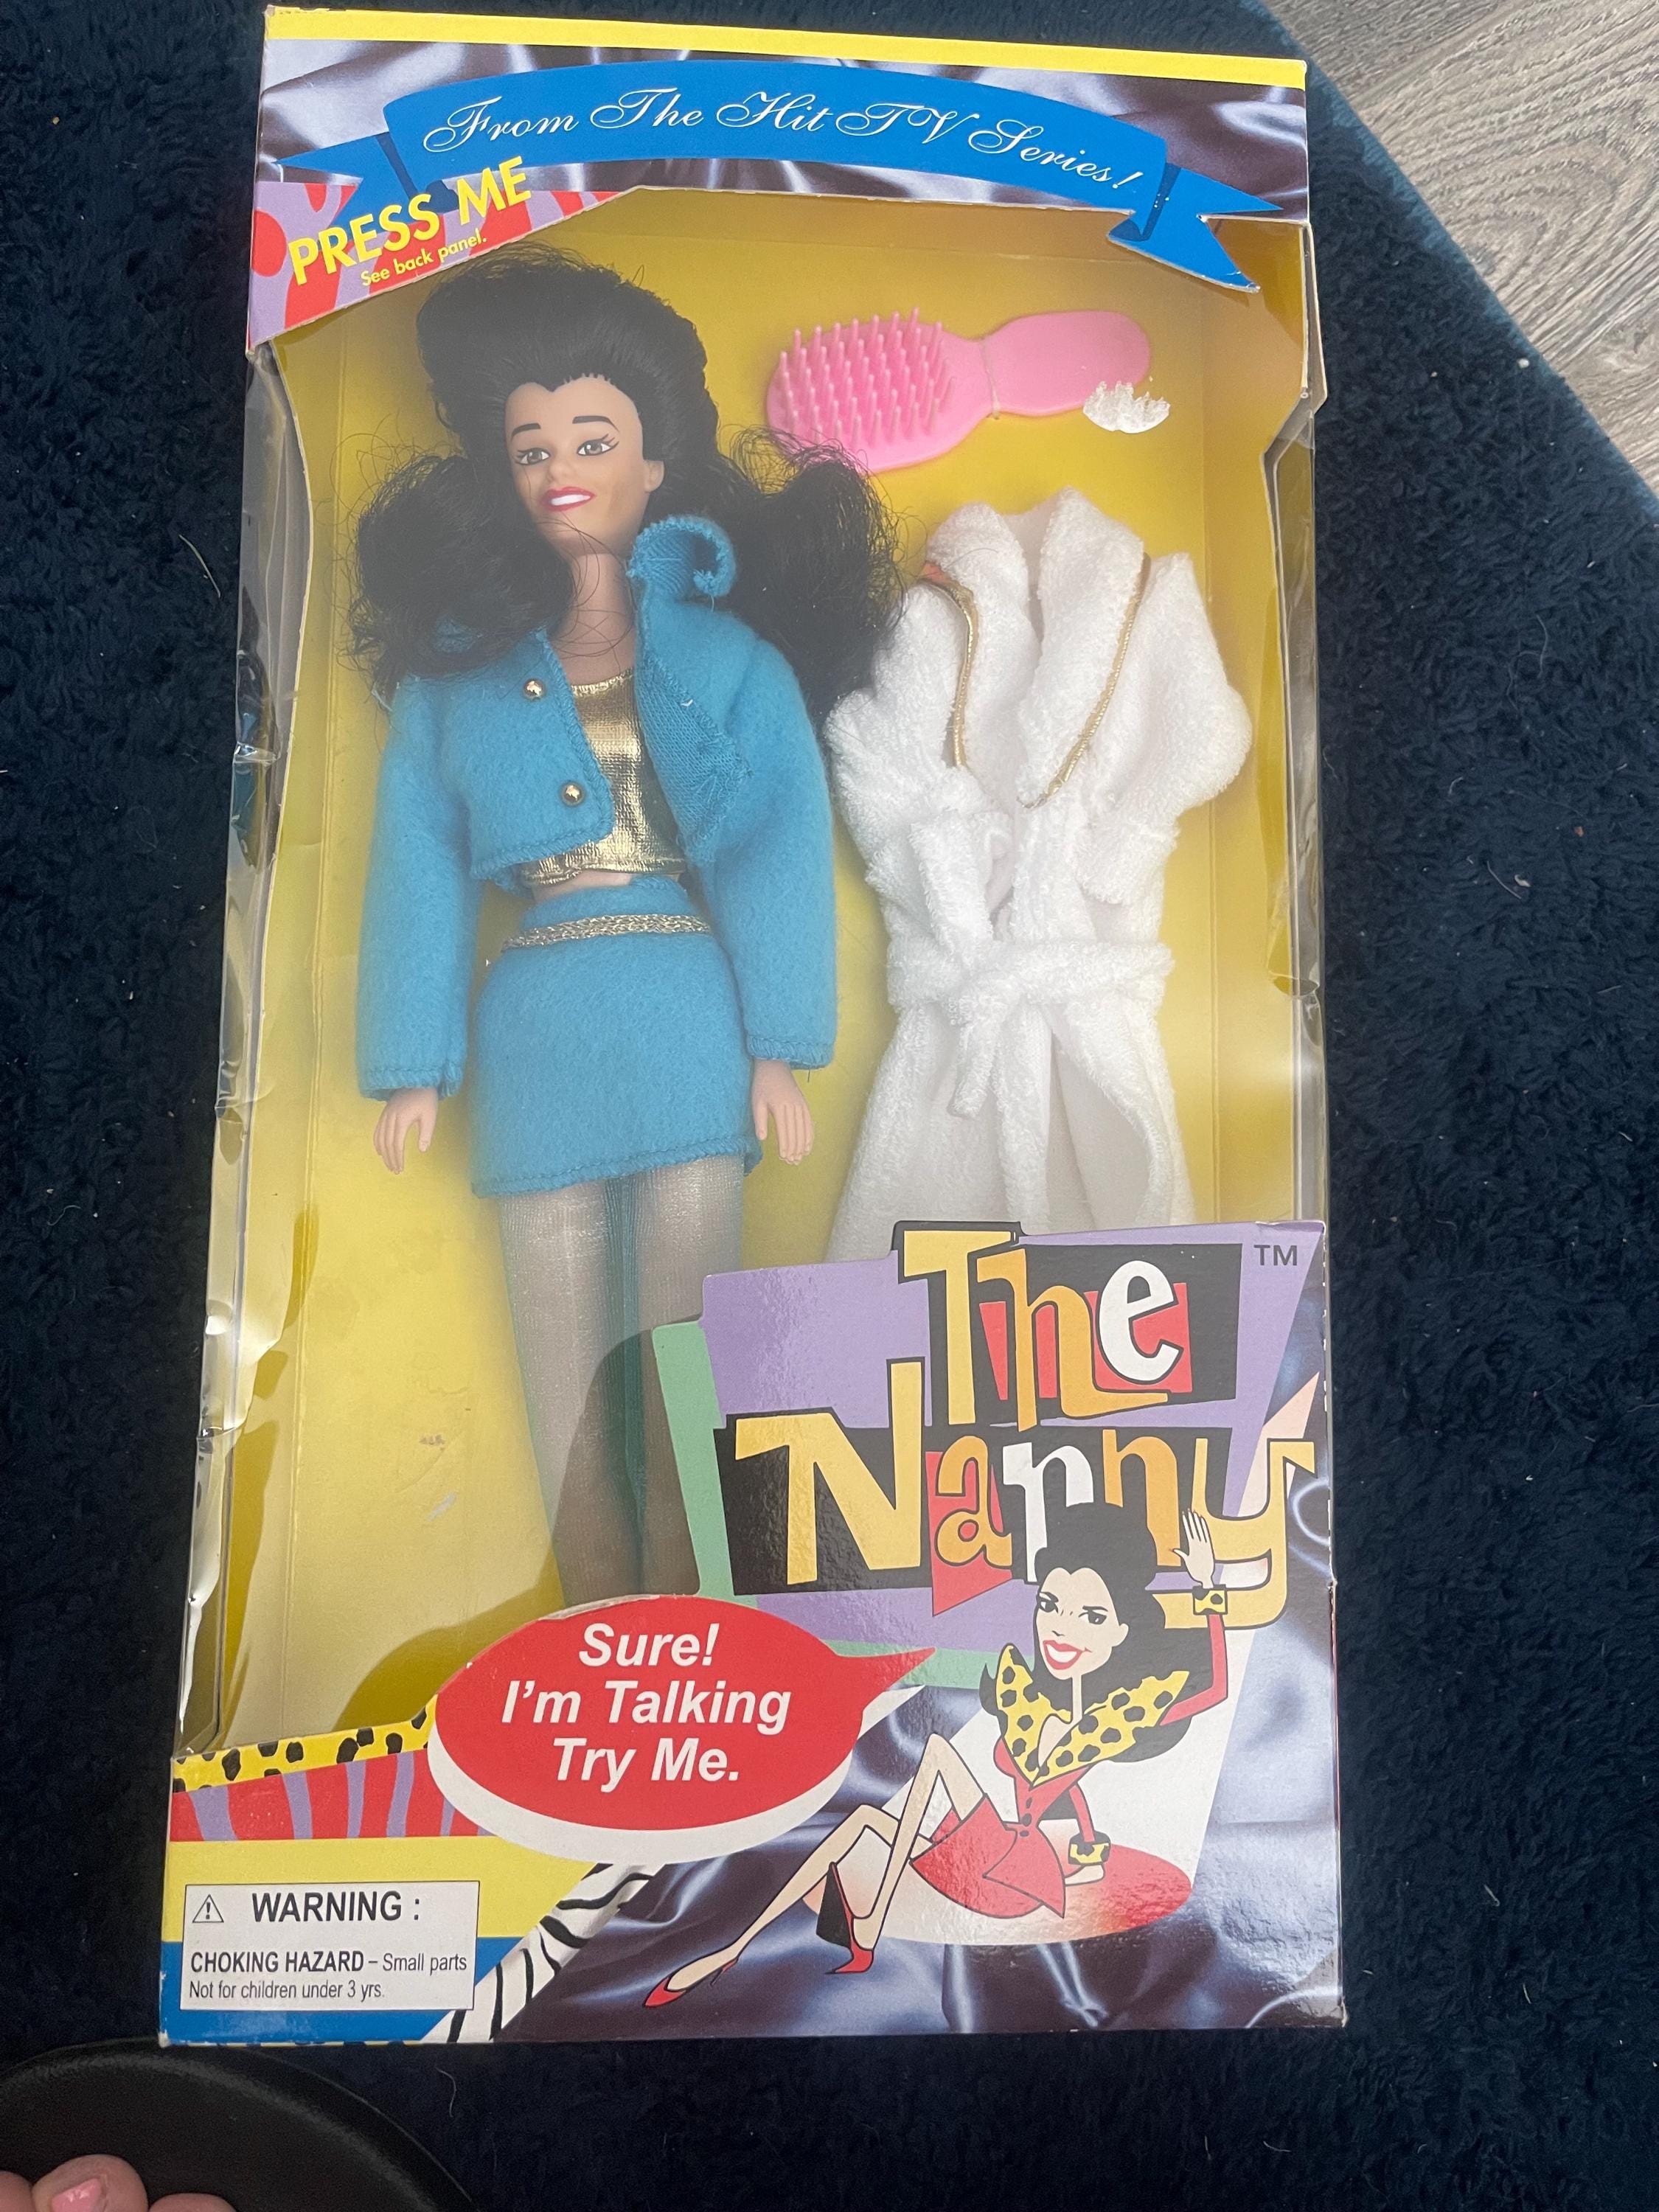 From The Hit TV Series!
PRESS ME
See back panel.
The
TM
Nanny
Sure!
I'm Talking
Try Me.
⚠ WARNING :
CHOKING HAZARD – Small parts
Not for children under 3 yrs.